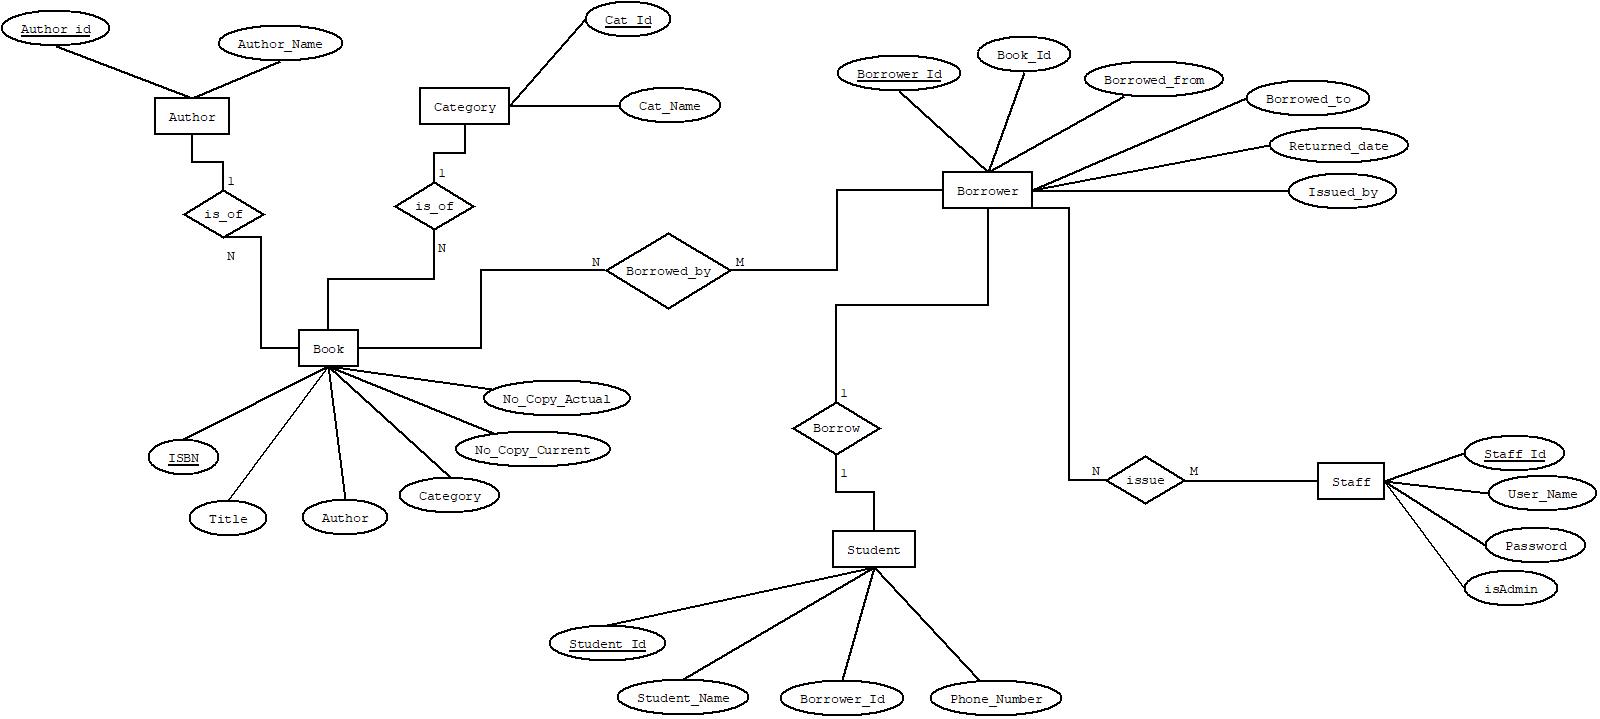 Author_id
Author_Name
Author
1
is_of
N
Cat_Id
Cat_Name
Category
1
is_of
N
Borrower_Id
Book_Id
Borrowed_from
Borrowed_to
Returned_date
Issued_by
Borrower
N
Borrowed_by
M
Book
ISBN
Title
Author
Category
No_Copy_Current
No_Copy_Actual
1
Borrow
1
N
issue
M
Staff
Staff_Id
User_Name
Password
isAdmin
Student
Student_Id
Student_Name
Borrower_Id
Phone_Number